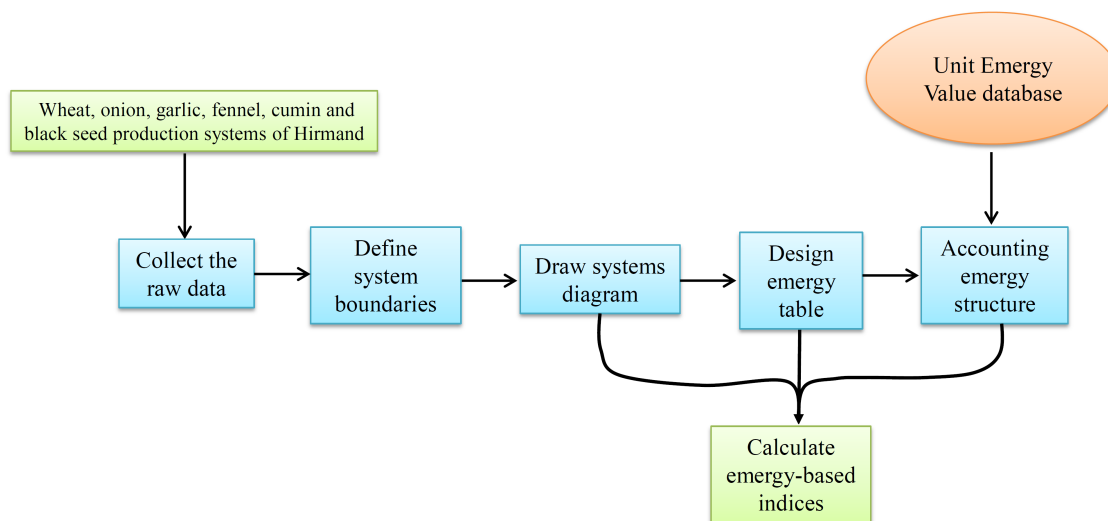 Unit Emergy
Value database
Wheat, onion, garlic, fennel, cumin and
black seed production systems of Hirmand
Collect the
raw data
Define
system
boundaries
Draw systems
diagram
Design
emergy
table
Accounting
emergy
structure
Calculate
emergy-based
indices